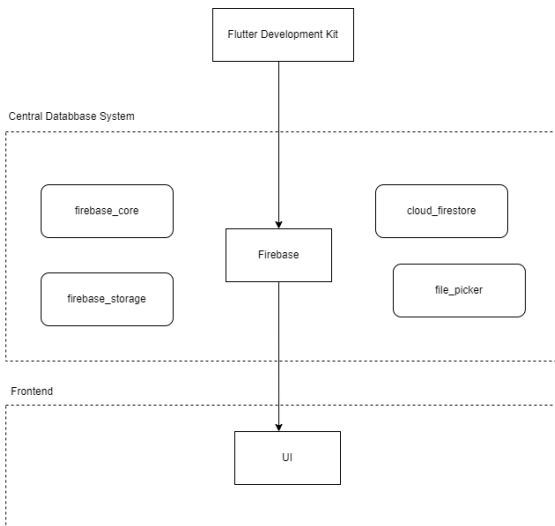 Flutter Development Kit
Central Databbase System
firebase_core
cloud_firestore
Firebase
firebase_storage
file_picker
Frontend
UI